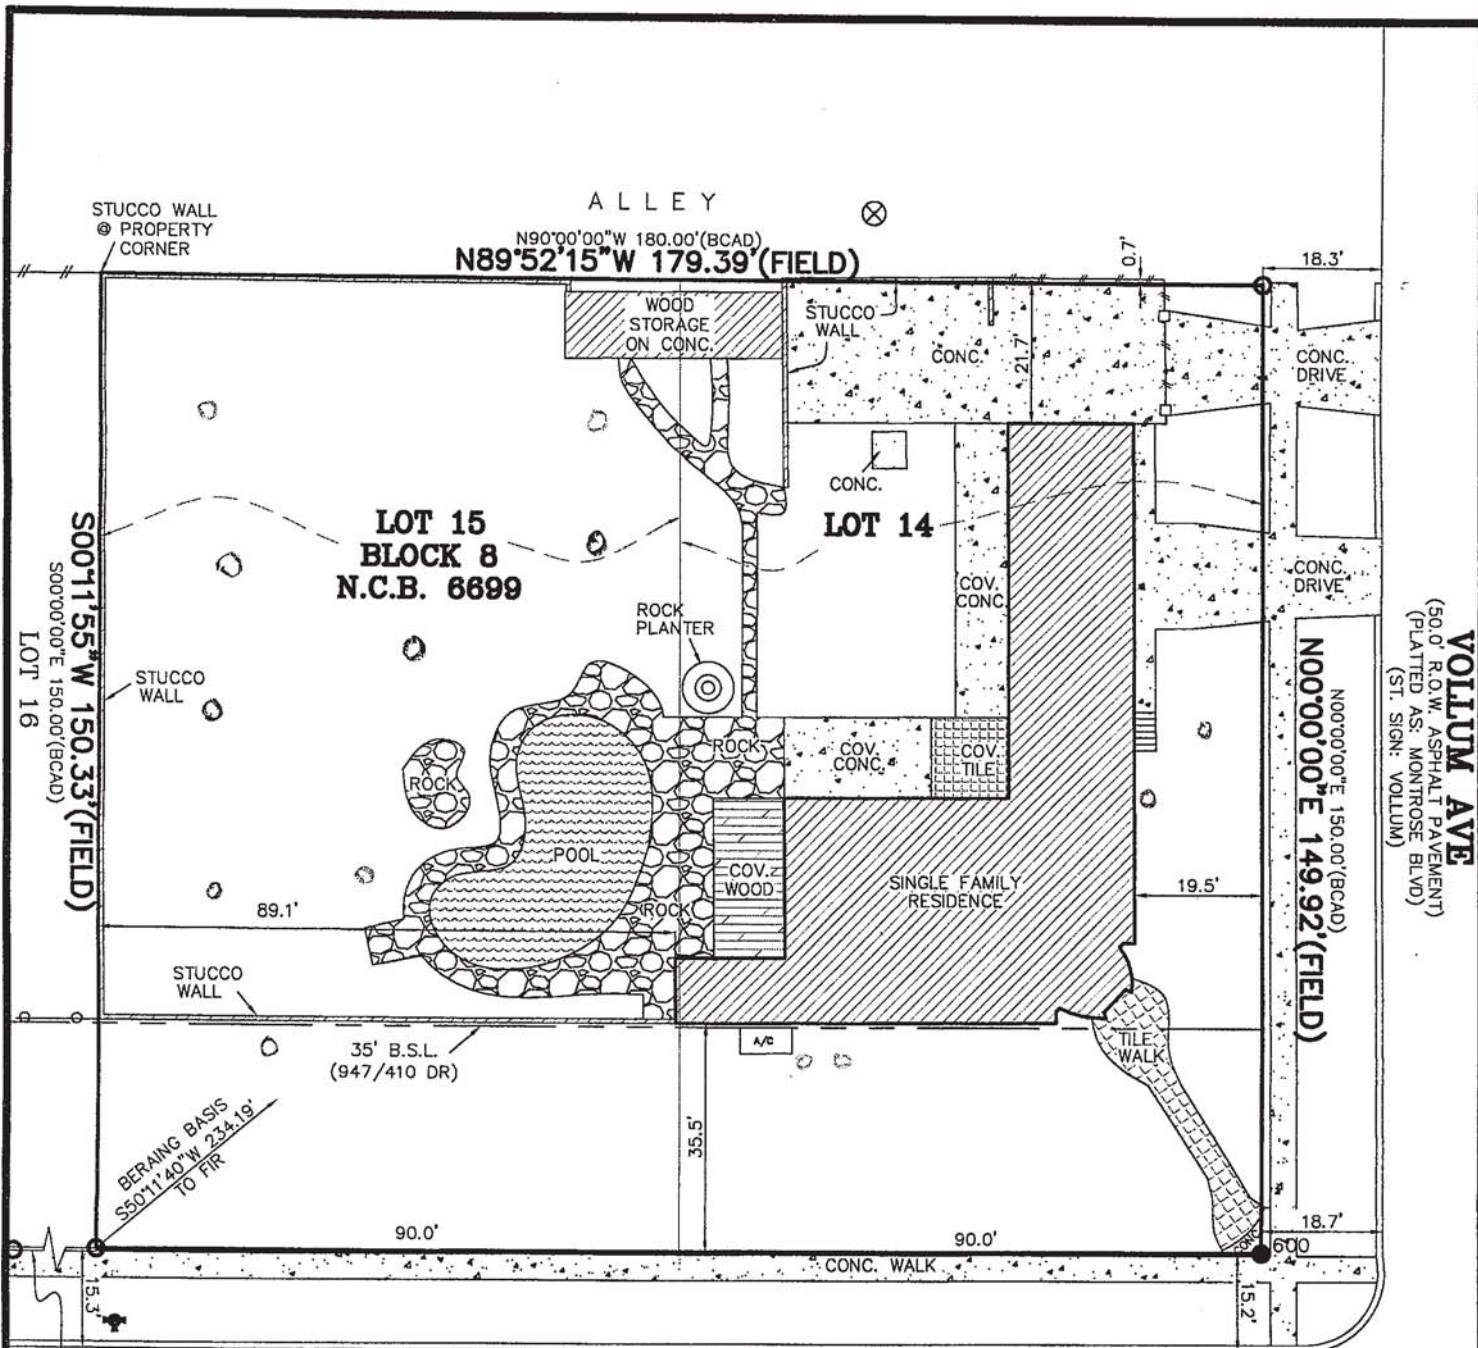 ALLEY
N90°00'00"W 180.00'(BCAD)
N89°52'15"W 179.39'(FIELD)
STUCCO WALL
@ PROPERTY
CORNER
0.7'
18.3'
WOOD
STORAGE
ON CONC.
STUCCO
WALL
CONC.
21.7'
CONC.
DRIVE
CONC.
LOT 15
BLOCK 8
N.C.B. 6699
LOT 14
COV.
CONC.
CONC.
DRIVE
ROCK
PLANTER
S00°11'55"W 150.33'(FIELD)
S00°00'00"E 150.00'(BCAD)
LOT 16
STUCCO
WALL
VOLLUM AVE
(50.0' R.O.W. ASPHALT PAVEMENT)
(PLATTED AS: MONTROSE BLVD)
(ST. SIGN: VOLLUM)
N00°00'00"E 150.00'(BCAD)
N00°00'00"E 149.92'(FIELD)
ROCK
COV.
CONC.
COV.
TILE
ROCK
POOL
COV.
WOOD
ROCK
SINGLE FAMILY
RESIDENCE
19.5'
89.1'
STUCCO
WALL
35' B.S.L.
(947/410 DR)
A/C
TILE
WALK
BERAING BASIS
S50°11'40"W 234.19'
TO FIR
35.5'
90.0'
90.0'
18.7'
CONC.
600
CONC. WALK
15.3'
15.2'